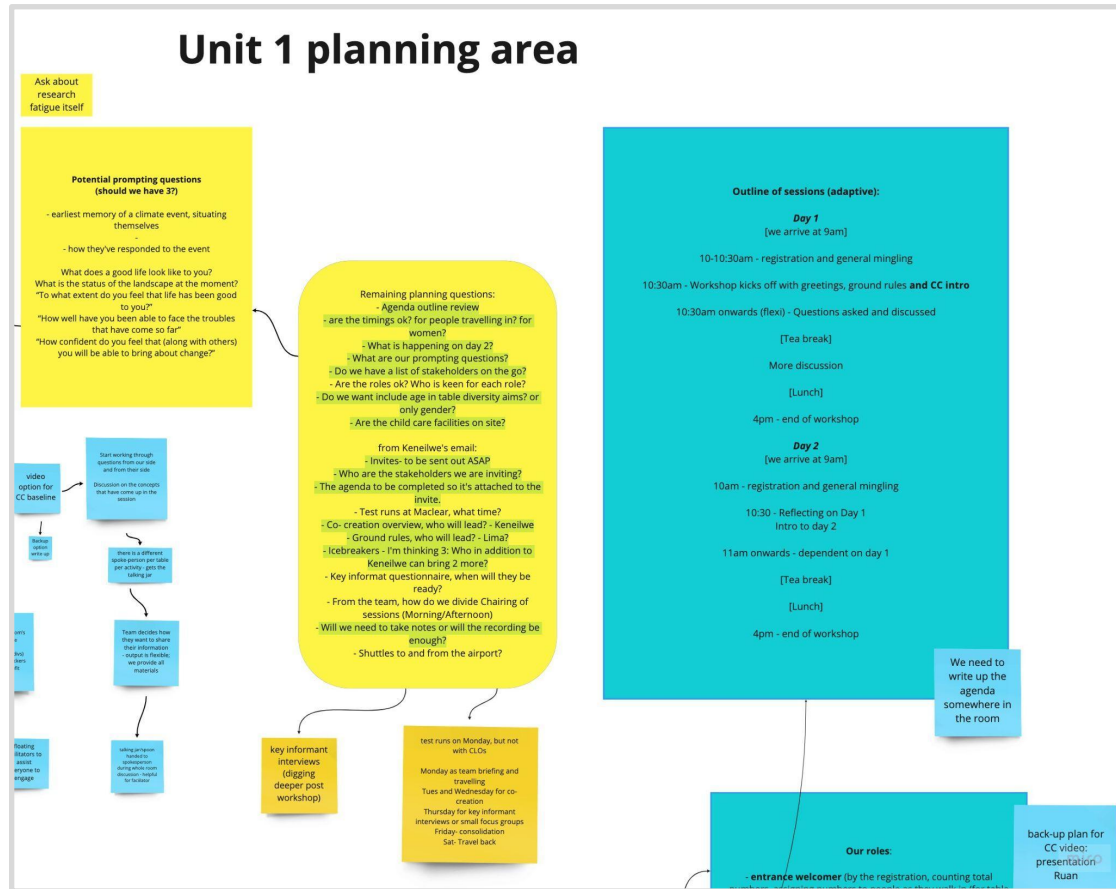 Unit 1 planning area
Ask about
research
fatigue itself
Potential prompting questions
(should we have 3?)
- earliest memory of a climate event, situating
themselves
-
- how they've responded to the event
What does a good life look like to you?
What is the status of the landscape at the moment?
“To what extent do you feel that life has been good
to you?”
“How well have you been able to face the troubles
that have come so far”
“How confident do you feel that (along with others)
you will be able to bring about change?”
Remaining planning questions:
- Agenda outline review
- are the timings ok? for people travelling in? for
women?
- What is happening on day 2?
- What are our prompting questions?
- Do we have a list of stakeholders on the go?
- Are the roles ok? Who is keen for each role?
- Do we want include age in table diversity aims? or
only gender?
- Are the child care facilities on site?
from Keneilwe's email:
- Invites- to be sent out ASAP
- Who are the stakeholders we are inviting?
- The agenda to be completed so it's attached to the
invite.
- Test runs at Maclear, what time?
- Co- creation overview, who will lead? - Keneilwe
- Ground rules, who will lead? - Lima?
- Icebreakers - I'm thinking 3: Who in addition to
Keneilwe can bring 2 more?
- Key informat questionnaire, when will they be
ready?
- From the team, how do we divide Chairing of
sessions (Morning/Afternoon)
- Will we need to take notes or will the recording be
enough?
- Shuttles to and from the airport?
Outline of sessions (adaptive):
Day 1
[we arrive at 9am]
10-10:30am - registration and general mingling
10:30am - Workshop kicks off with greetings, ground rules and CC intro
10:30am onwards (flexi) - Questions asked and discussed
[Tea break]
More discussion
[Lunch]
4pm - end of workshop
Day 2
[we arrive at 9am]
10am - registration and general mingling
10:30 - Reflecting on Day 1
Intro to day 2
11am onwards - dependent on day 1
[Tea break]
[Lunch]
4pm - end of workshop
We need to
write up the
agenda
somewhere in
the room
video
option for
CC baseline
Start working through
questions from our side
and from their side
Discussion on the concepts
that have come up in the
session
Backup
option
write up
there is a different
spoke-person per table
per activity - gets the
talking jar
Team decides how
they want to share
their information
- output is flexible;
we provide all
materials
talking jar/spoon
handed to
spokesperson
during whole room
discussion - helpful
for facilitator
floating
assist
to
engage
key informant
interviews
(digging
deeper post
workshop)
test runs on Monday, but not
with CLOs
Monday as team briefing and
travelling
Tues and Wednesday for co-
creation
Thursday for key informant
interviews or small focus groups
Friday- consolidation
Sat- Travel back
Our roles:
- entrance welcomer (by the registration, counting total
back-up plan for
CC video:
presentation
Ruan
miro